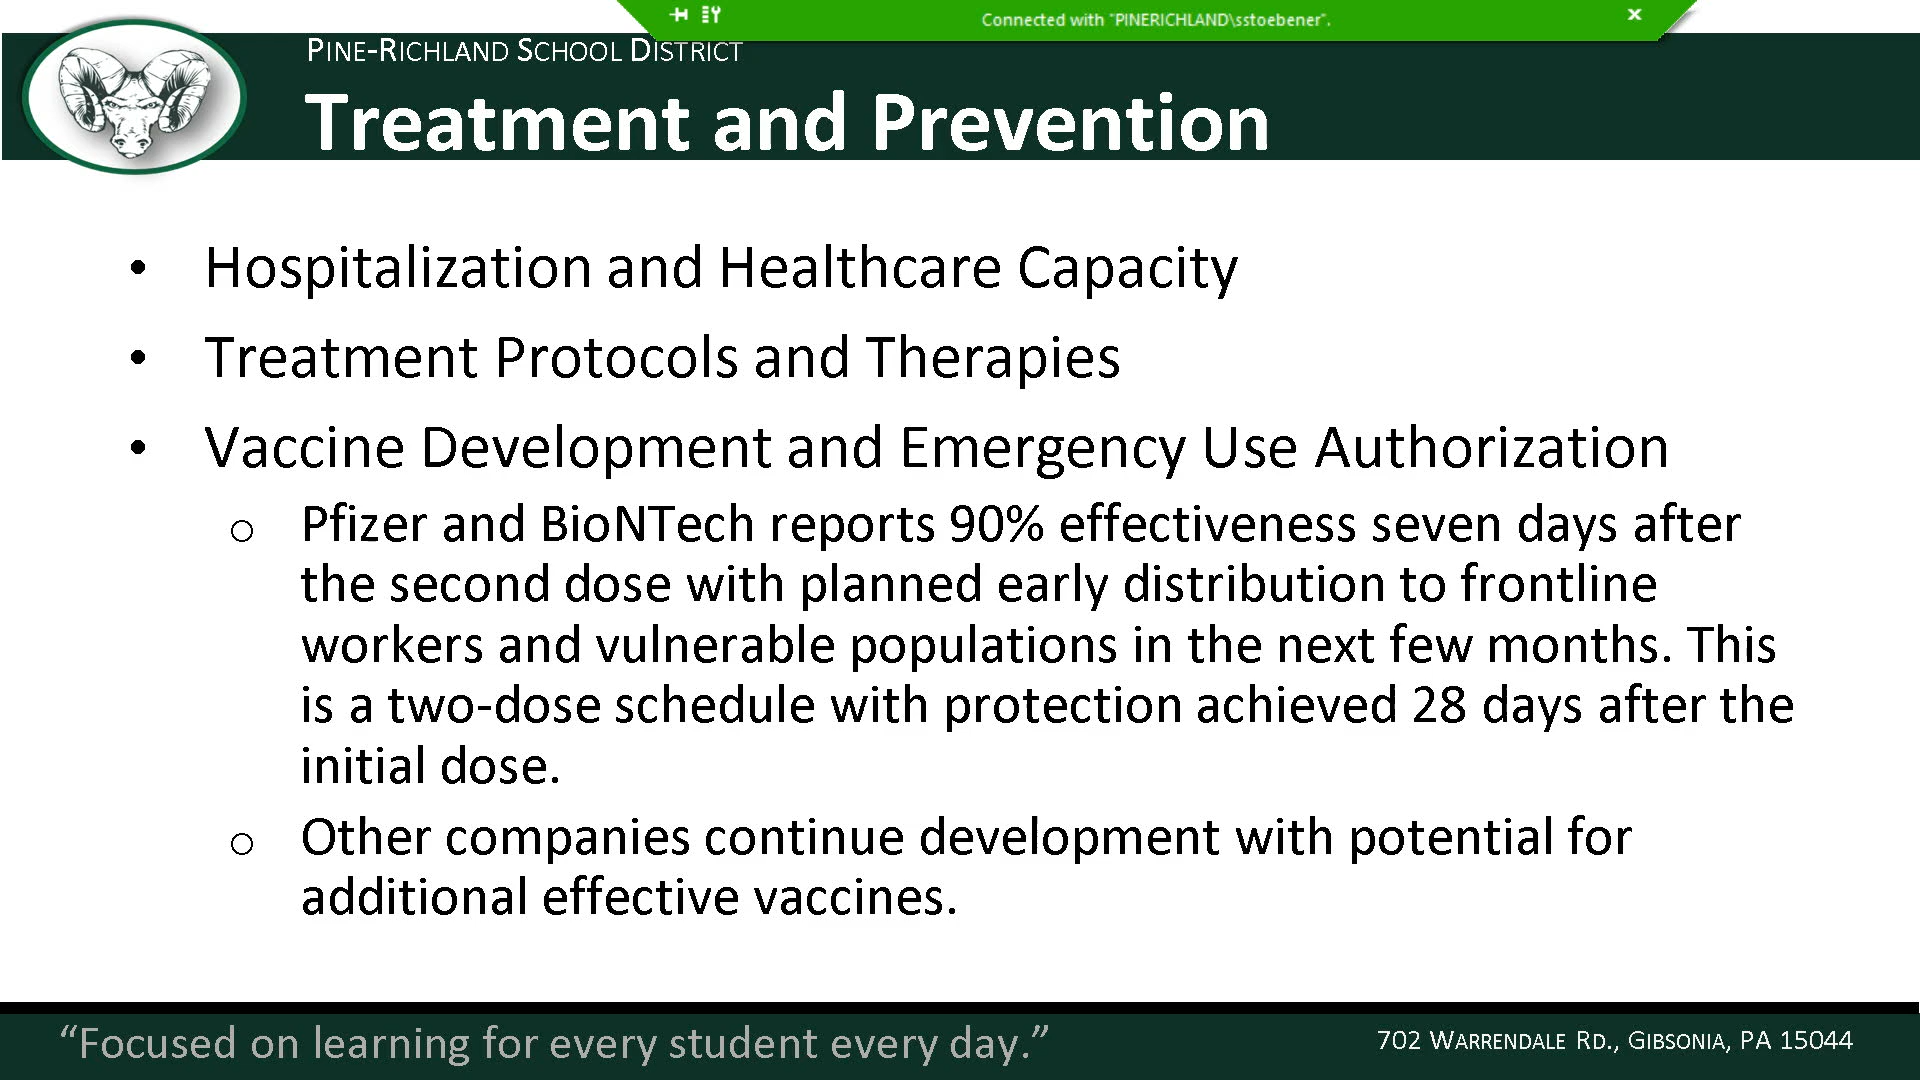 Connected with "PINERICHLAND\sstoebener".
PINE-RICHLAND SCHOOL DISTRICT
Treatment and Prevention
• Hospitalization and Healthcare Capacity
• Treatment Protocols and Therapies
• Vaccine Development and Emergency Use Authorization
o Pfizer and BioNTech reports 90% effectiveness seven days after
the second dose with planned early distribution to frontline
workers and vulnerable populations in the next few months. This
is a two-dose schedule with protection achieved 28 days after the
initial dose.
o Other companies continue development with potential for
additional effective vaccines.
“Focused on learning for every student every day.”
702 WARRENDALE RD., GIBSONIA, PA 15044